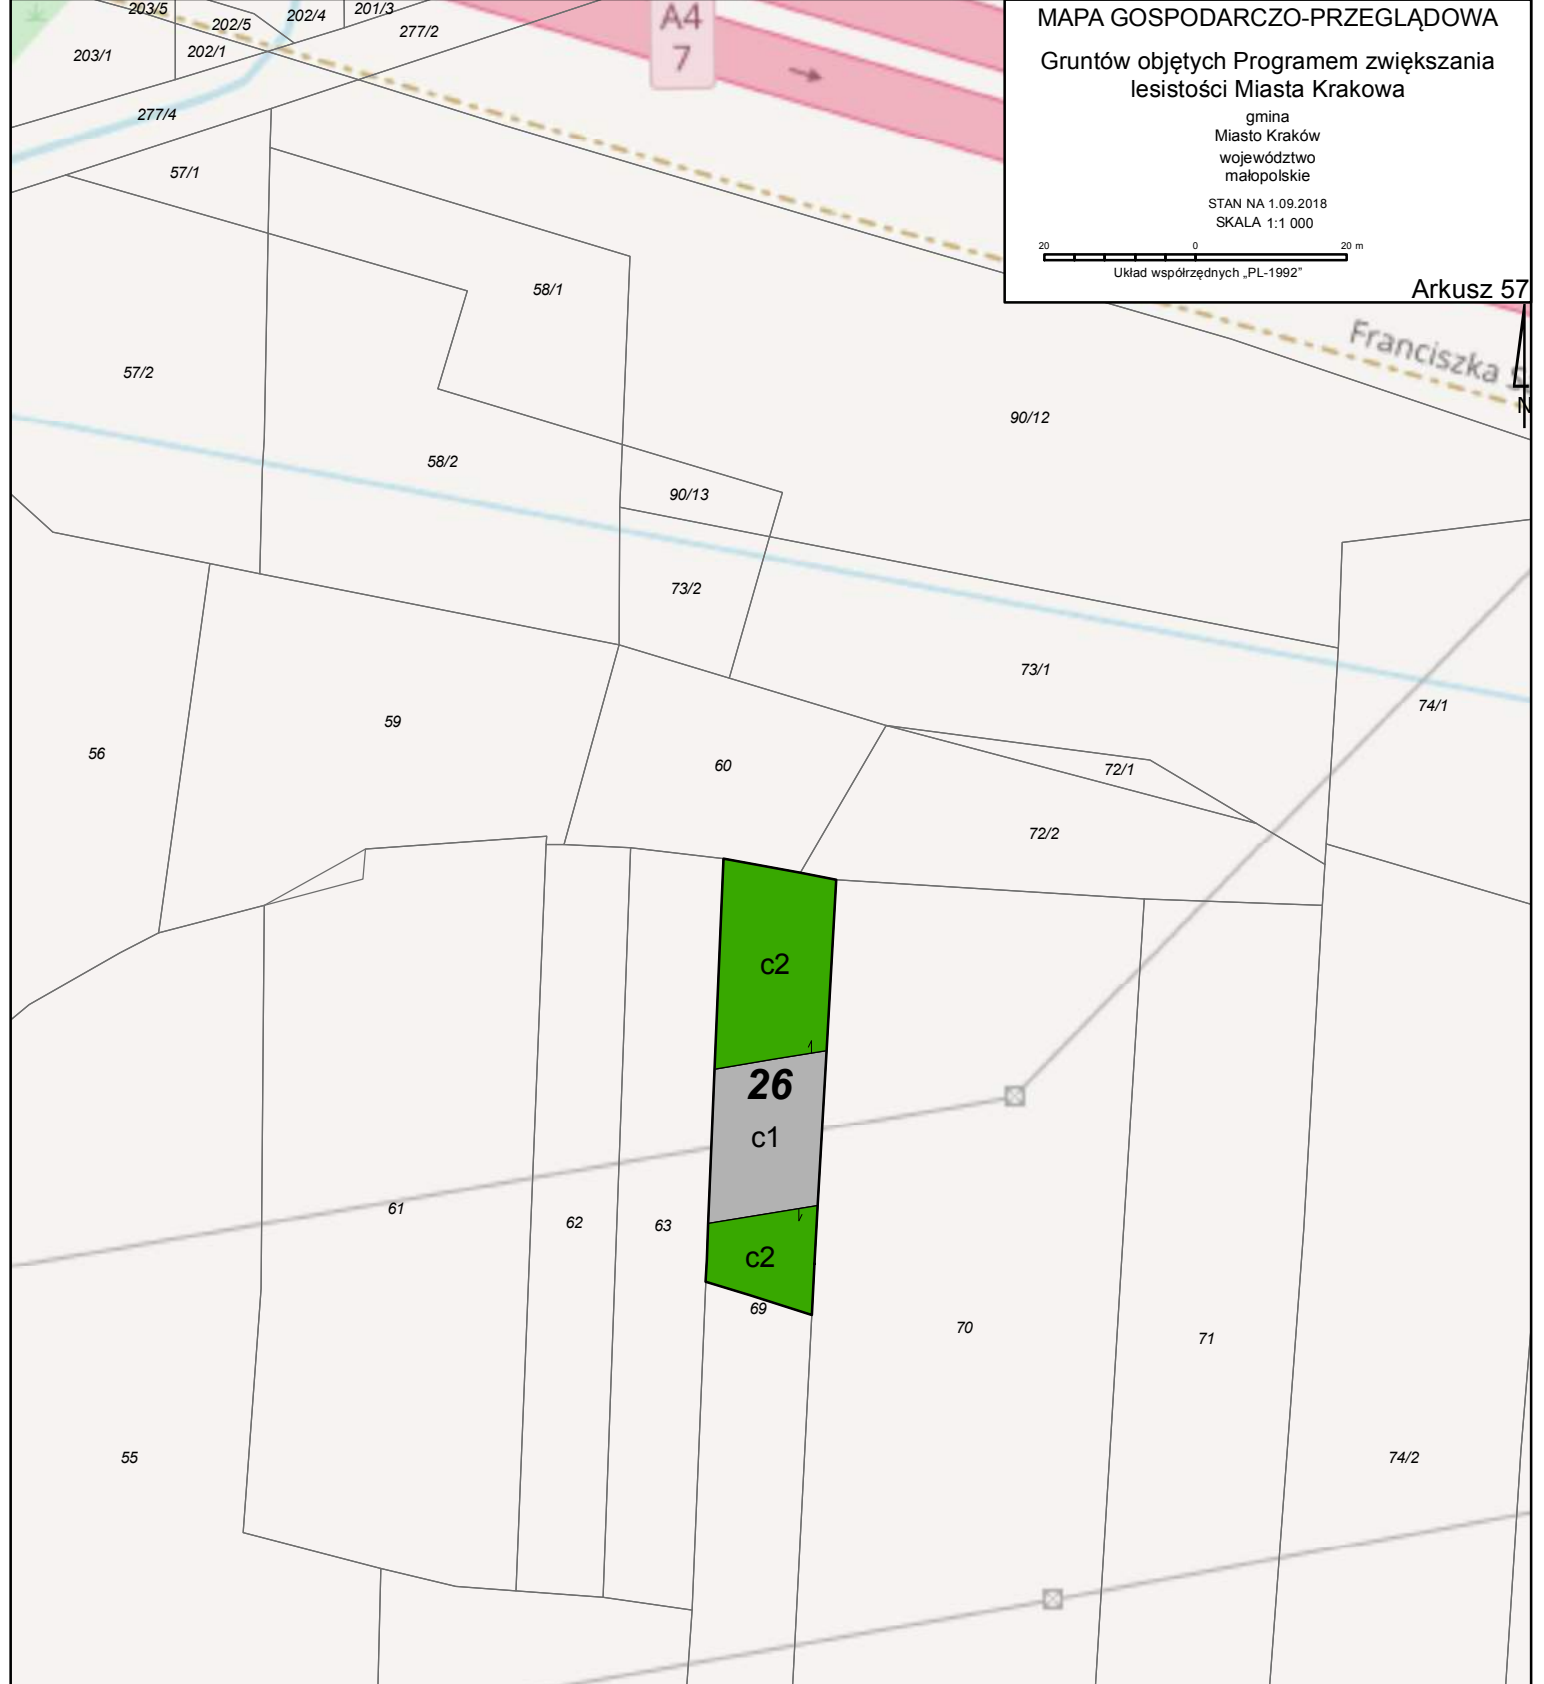 MAPA GOSPODARCZO-PRZEGLĄDOWA
Gruntów objętych Programem zwiększania
lesistości Miasta Krakowa
gmina
Miasto Kraków
województwo
małopolskie
STAN NA 1.09.2018
SKALA 1:1 000
20 0 20 m
Układ współrzędnych „PL-1992”
Arkusz 57
N
Franciszka
A4
7
203/5
202/5
202/4
201/3
277/2
203/1
202/1
277/4
57/1
58/1
57/2
90/12
58/2
90/13
73/2
73/1
74/1
59
56
60
72/1
72/2
c2
26
c1
61
62
63
c2
69
70
71
55
74/2